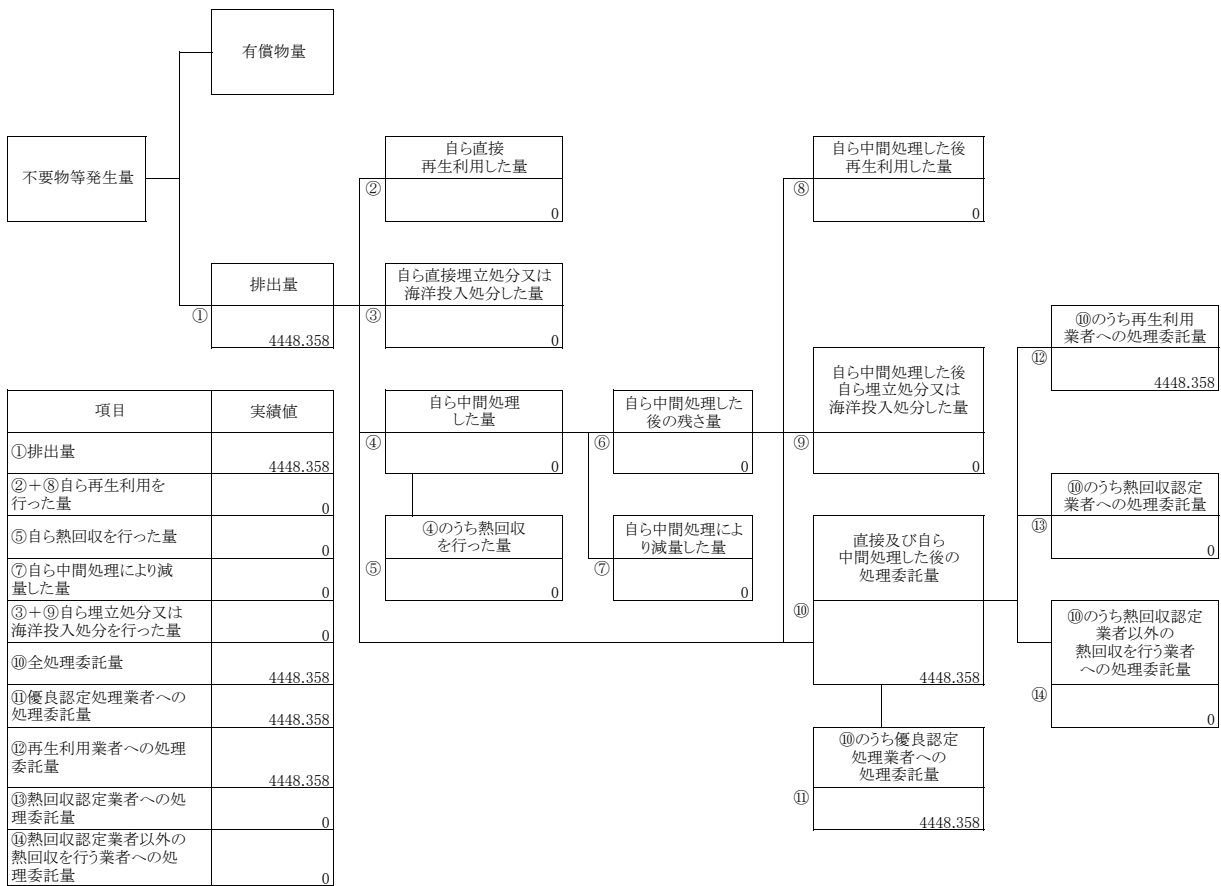 有償物量
不要物等発生量
自ら直接
再生利用した量
②
0
自ら中間処理した後
再生利用した量
⑧
0
排出量
①
4448.358
自ら直接埋立処分又は
海洋投入処分した量
③
0
⑩のうち再生利用
業者への処理委託量
⑫
4448.358
自ら中間処理
した量
④
0
自ら中間処理した
後の残さ量
⑥
0
自ら中間処理した後
自ら埋立処分又は
海洋投入処分した量
⑨
0
⑩のうち熱回収認定
業者への処理委託量
⑬
0
④のうち熱回収
を行った量
⑤
0
自ら中間処理によ
り減量した量
⑦
0
直接及び自ら
中間処理した後の
処理委託量
⑩
4448.358
⑩のうち熱回収認定
業者以外の
熱回収を行う業者
への処理委託量
⑭
0
⑩のうち優良認定
処理業者への
処理委託量
⑪
4448.358
項目 実績値
①排出量
4448.358
②＋⑧自ら再生利用を
行った量
0
⑤自ら熱回収を行った量
0
⑦自ら中間処理により減
量した量
0
③＋⑨自ら埋立処分又は
海洋投入処分を行った量
0
⑩全処理委託量
4448.358
⑪優良認定処理業者への
処理委託量
4448.358
⑫再生利用業者への処理
委託量
4448.358
⑬熱回収認定業者への処
理委託量
0
⑭熱回収認定業者以外の
熱回収を行う業者への処
理委託量
0